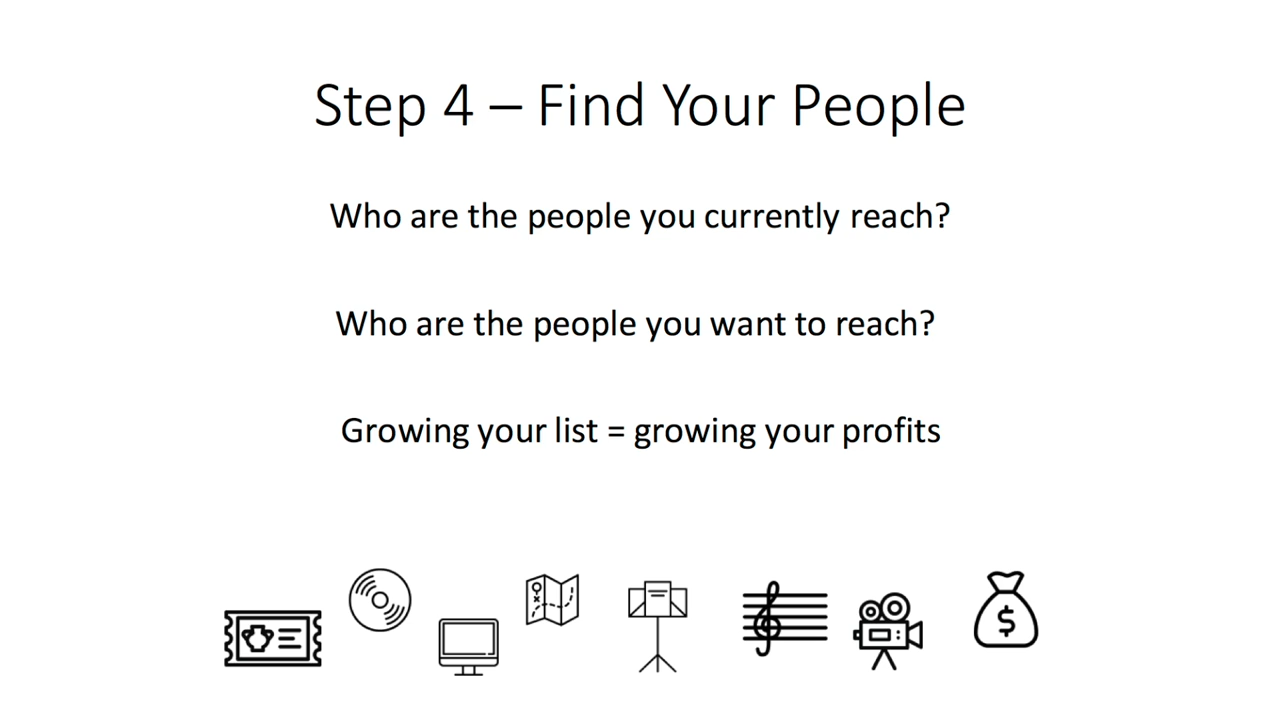 Step 4 – Find Your People
Who are the people you currently reach?
Who are the people you want to reach?
Growing your list = growing your profits
$